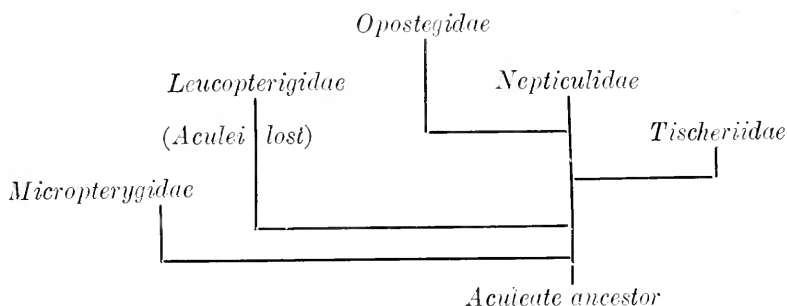 Opostegidae
Leucopterigidae
Nepticulidae
(Aculei lost)
Tischeriidae
Micropterygidae
Aculeate ancestor